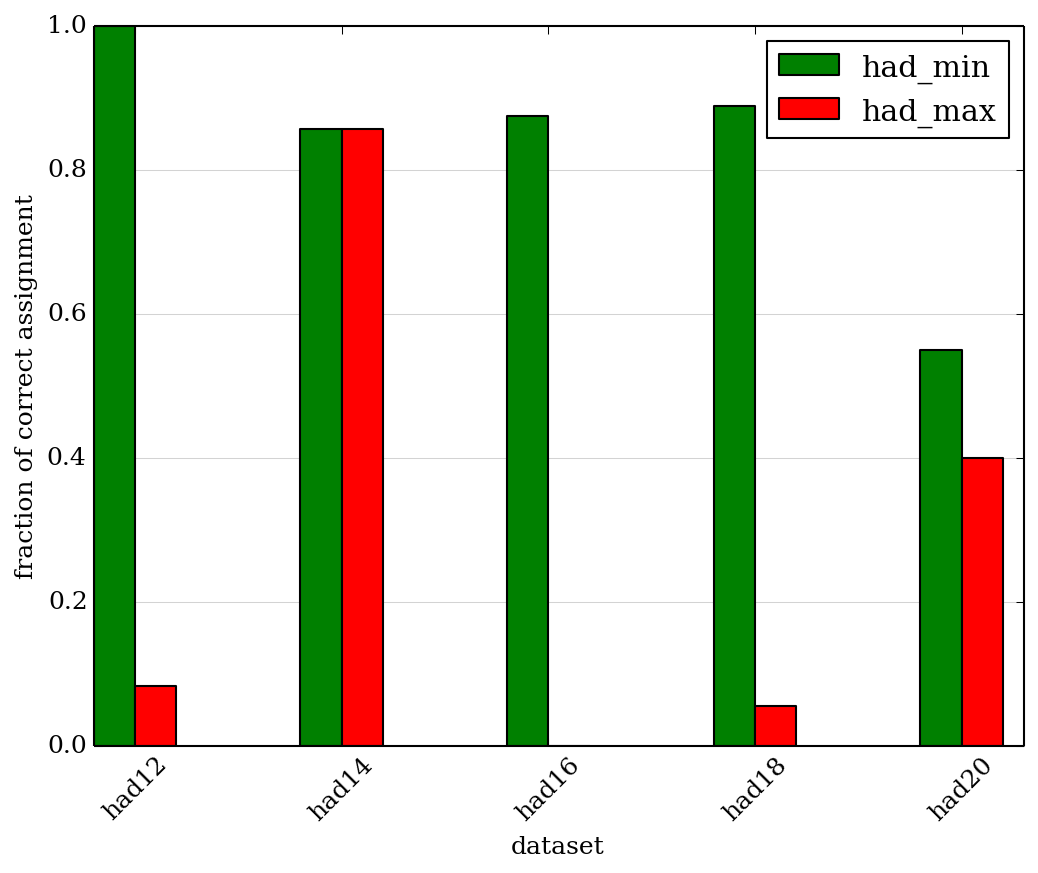 1.0
0.8
0.6
0.4
0.2
0.0
fraction of correct assignment
had_min
had_max
had12
had14
had16
had18
had20
dataset